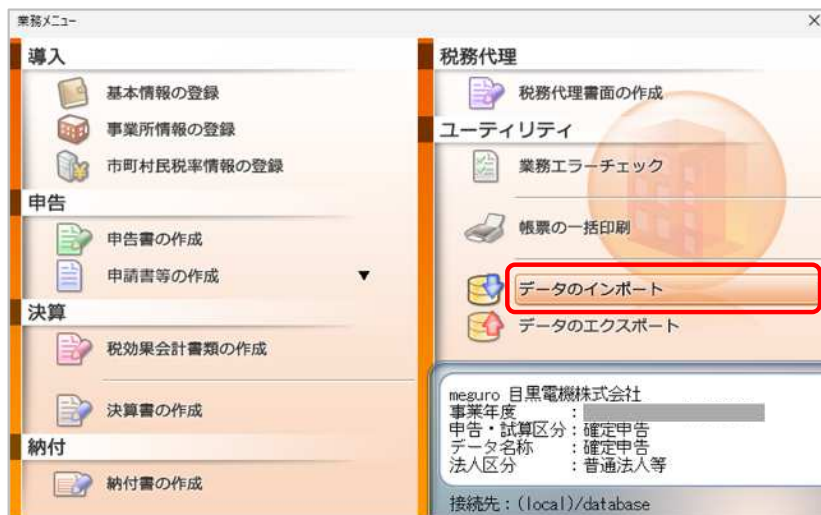 業務メニュー
導入
基本情報の登録
事業所情報の登録
市町村民税率情報の登録
申告
申告書の作成
申請書等の作成 ▼
決算
税効果会計書類の作成
決算書の作成
納付
納付書の作成
税務代理
税務代理書面の作成
ユーティリティ
業務エラーチェック
帳票の一括印刷
データのインポート
データのエクスポート
meguro 目黒電機株式会社
事業年度 :
申告・試算区分:確定申告
データ名称 :確定申告
法人区分 :普通法人等
接続先:(local)/database